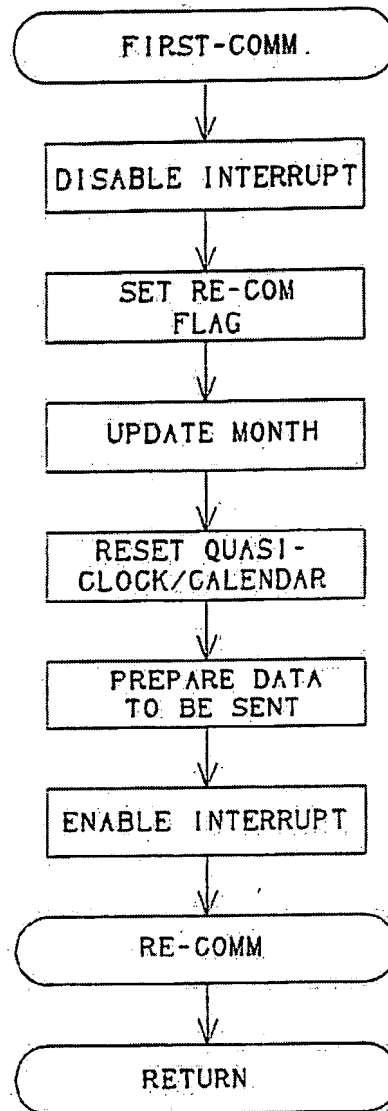 FIRST-COMM.
DISABLE INTERRUPT
SET RE-COM
FLAG
UPDATE MONTH
RESET QUASI-
CLOCK/CALENDAR
PREPARE DATA
TO BE SENT
ENABLE INTERRUPT
RE-COMM
RETURN